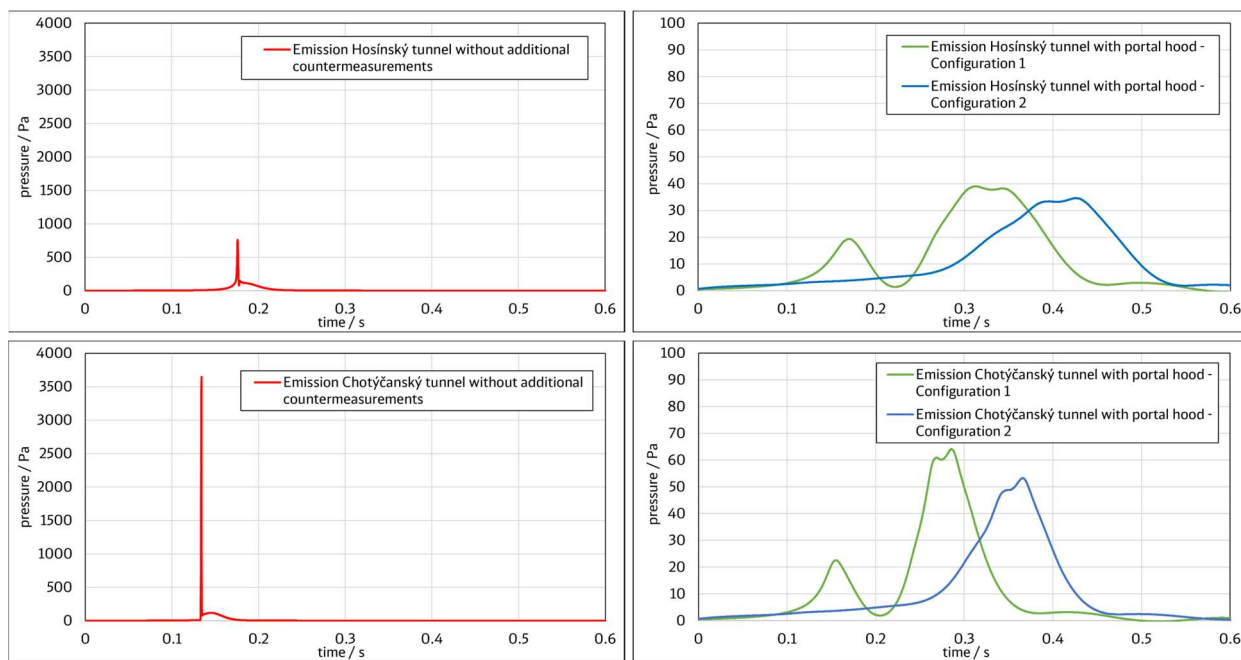 4000
3500
3000
2500
2000
1500
1000
500
0
pressure / Pa
Emission Hosínský tunnel without additional
countermeasurements
0 0.1 0.2 0.3 0.4 0.5 0.6
time / s
100
90
80
70
60
50
40
30
20
10
0
pressure / Pa
Emission Hosínský tunnel with portal hood -
Configuration 1
Emission Hosínský tunnel with portal hood -
Configuration 2
0 0.1 0.2 0.3 0.4 0.5 0.6
time / s
4000
3500
3000
2500
2000
1500
1000
500
0
pressure / Pa
Emission Chotýčanský tunnel without additional
countermeasurements
0 0.1 0.2 0.3 0.4 0.5 0.6
time / s
100
90
80
70
60
50
40
30
20
10
0
pressure / Pa
Emission Chotýčanský tunnel with portal hood -
Configuration 1
Emission Chotýčanský tunnel with portal hood -
Configuration 2
0 0.1 0.2 0.3 0.4 0.5 0.6
time / s